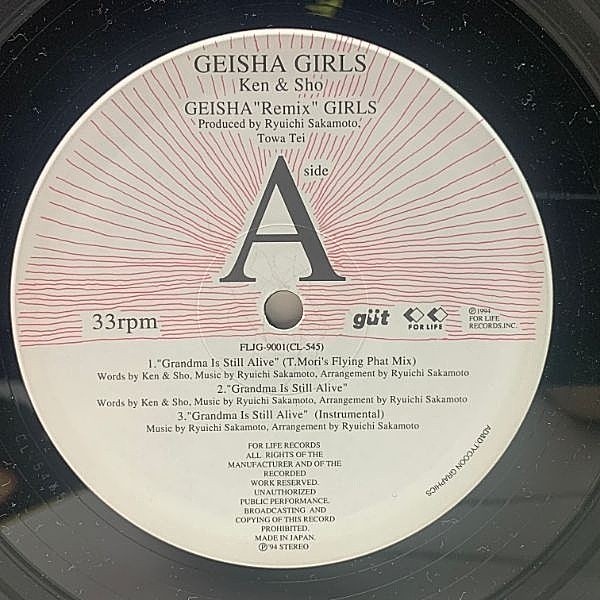 GEISHA GIRLS
Ken & Sho
GEISHA"Remix" GIRLS
Produced by Ryuichi Sakamoto,
Towa Tei
A side
33rpm
güt
FOR LIFE
Ⓟ1994
FOR LIFE
RECORDS.INC.
FLJG-9001(CL-545)
1."Grandma Is Still Alive" (T.Mori's Flying Phat Mix)
Words by Ken & Sho, Music by Ryuichi Sakamoto, Arrangement by Ryuichi Sakamoto
2."Grandma Is Still Alive"
Words by Ken & Sho, Music by Ryuichi Sakamoto, Arrangement by Ryuichi Sakamoto
3."Grandma Is Still Alive" (Instrumental)
Music by Ryuichi Sakamoto, Arrangement by Ryuichi Sakamoto
FOR LIFE RECORDS
ALL RIGHTS OF THE
MANUFACTURER AND OF THE
RECORDED
WORK RESERVED.
UNAUTHORIZED
PUBLIC PERFORMANCE,
BROADCASTING AND
COPYING OF THIS RECORD
PROHIBITED.
MADE IN JAPAN.
Ⓟ'94 STEREO
AD&D TYCOON GRAPHICS